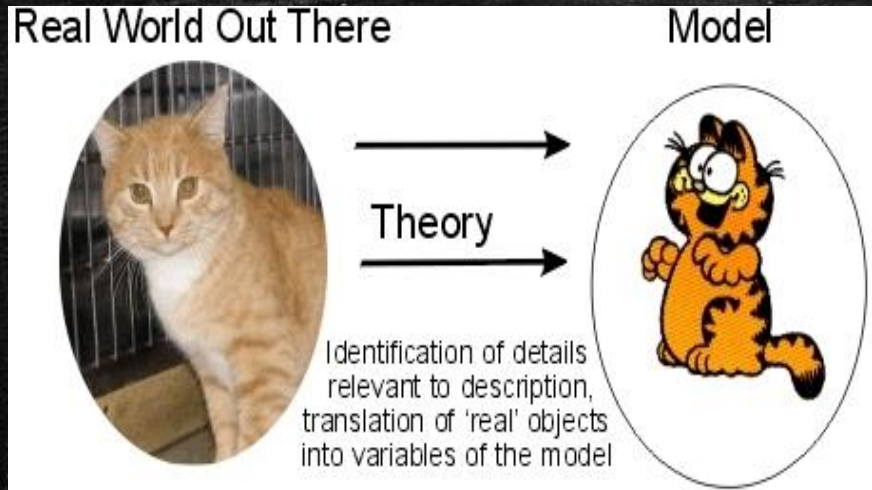 Real World Out There
Model
Theory
Identification of details
relevant to description,
translation of ‘real’ objects
into variables of the model